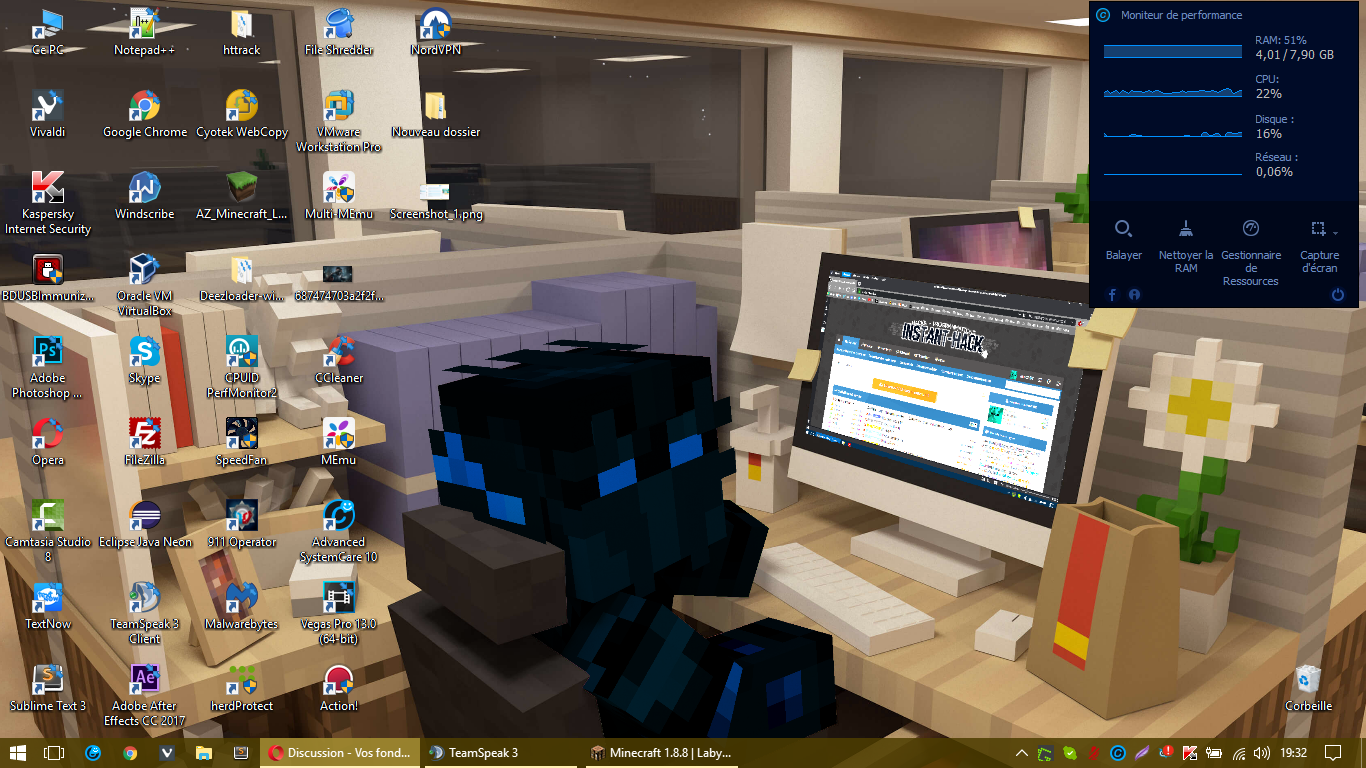 Ce PC
Notepad++
httrack
File Shredder
NordVPN
Vivaldi
Google Chrome
Cyotek WebCopy
VMware
Workstation Pro
Nouveau dossier
Kaspersky
Internet Security
Windscribe
AZ_Minecraft_L...
Multi-MEmu
Screenshot_1.png
BDUSBImmuniz...
Oracle VM
VirtualBox
Deezloader-wi...
687474703a2f2f...
Adobe
Photoshop ...
Skype
CPUID
PerfMonitor2
CCleaner
Opera
FileZilla
SpeedFan
MEmu
Camtasia Studio
8
Eclipse Java Neon
911 Operator
Advanced
SystemCare 10
TextNow
TeamSpeak 3
Client
Malwarebytes
Vegas Pro 13.0
(64-bit)
Sublime Text 3
Adobe After
Effects CC 2017
herdProtect
Action!
Moniteur de performance
RAM: 51%
4,01/7,90 GB
CPU:
22%
Disque :
16%
Réseau :
0,06%
Balayer
Nettoyer la
RAM
Gestionnaire
de
Ressources
Capture
d'écran
INSTANT-HACK
Corbeille
Discussion - Vos fond...
TeamSpeak 3
Minecraft 1.8.8 | Laby...
19:32